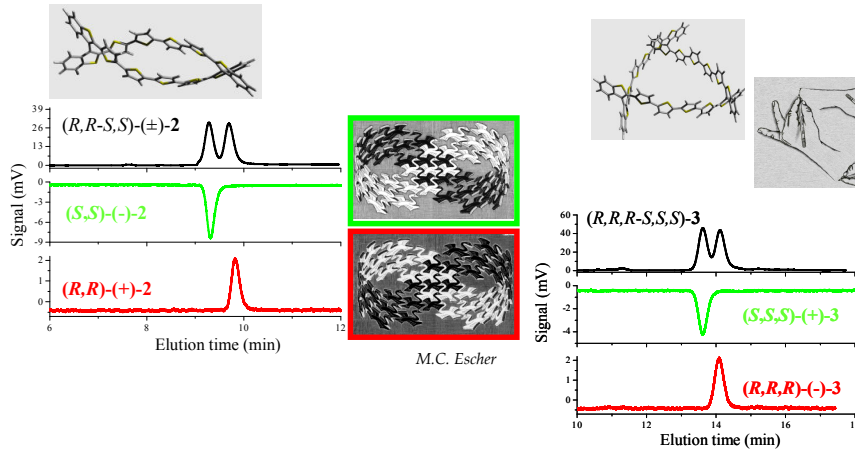 39
26
13
0
(R,R-S,S)-(±)-2
0
-3
-6
-9
(S,S)-(-)-2
2
1
0
(R,R)-(+)-2
Signal (mV)
6
8
10
12
Elution time (min)
M.C. Escher
60
40
20
0
(R,R,R-S,S,S)-3
0
-2
-4
(S,S,S)-(+)-3
2
1
0
(R,R,R)-(-)-3
Signal (mV)
10
12
14
16
18
Elution time (min)